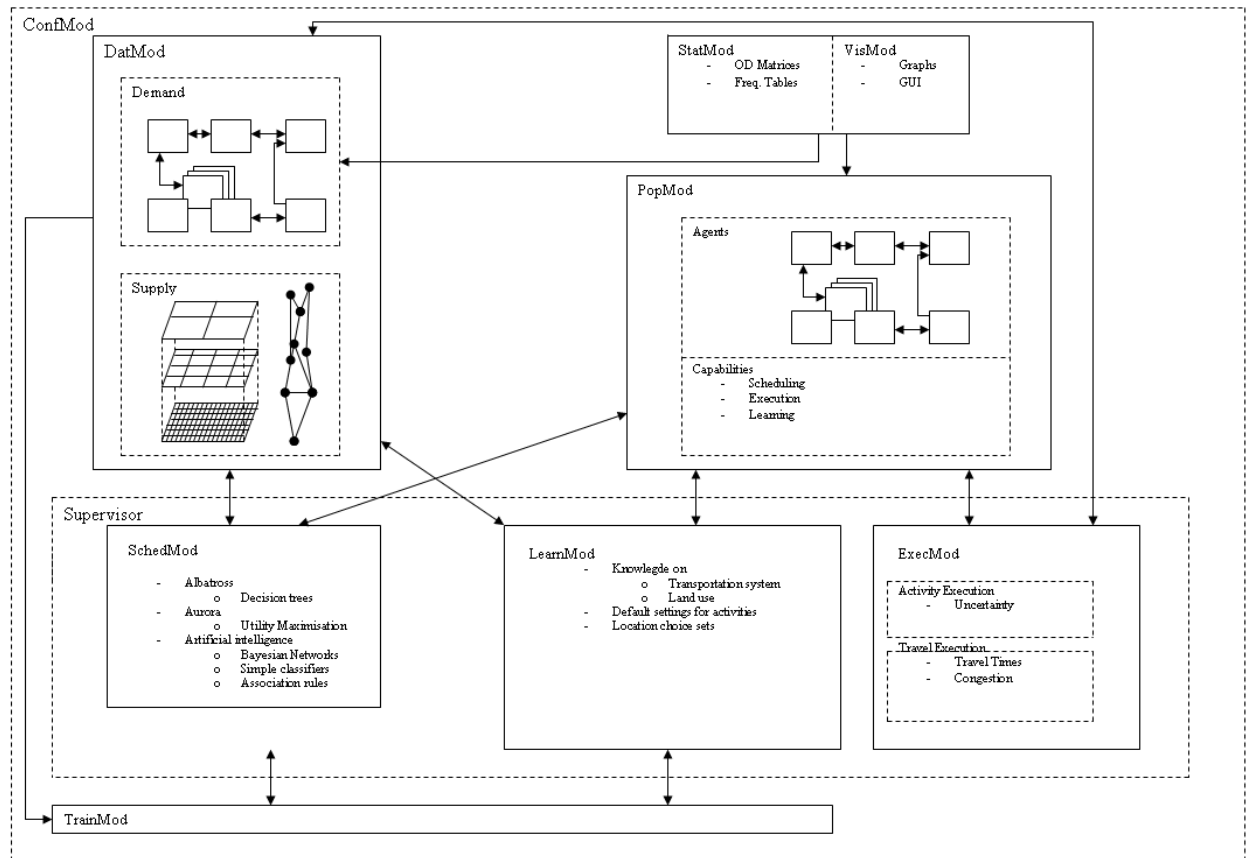 ConfMod
DatMod
Demand
Supply
StatMod
- OD Matrices
- Freq. Tables
VisMod
- Graphs
- GUI
PopMod
Agents
Capabilities
- Scheduling
- Execution
- Learning
Supervisor
SchedMod
- Albatross
o Decision trees
- Aurora
o Utility Maximisation
- Artificial intelligence
o Bayesian Networks
o Simple classifiers
o Association rules
LearnMod
- Knowlegde on
o Transportation system
o Land use
- Default settings for activities
- Location choice sets
ExecMod
Activity Execution
- Uncertainty
Travel Execution
- Travel Times
- Congestion
TrainMod